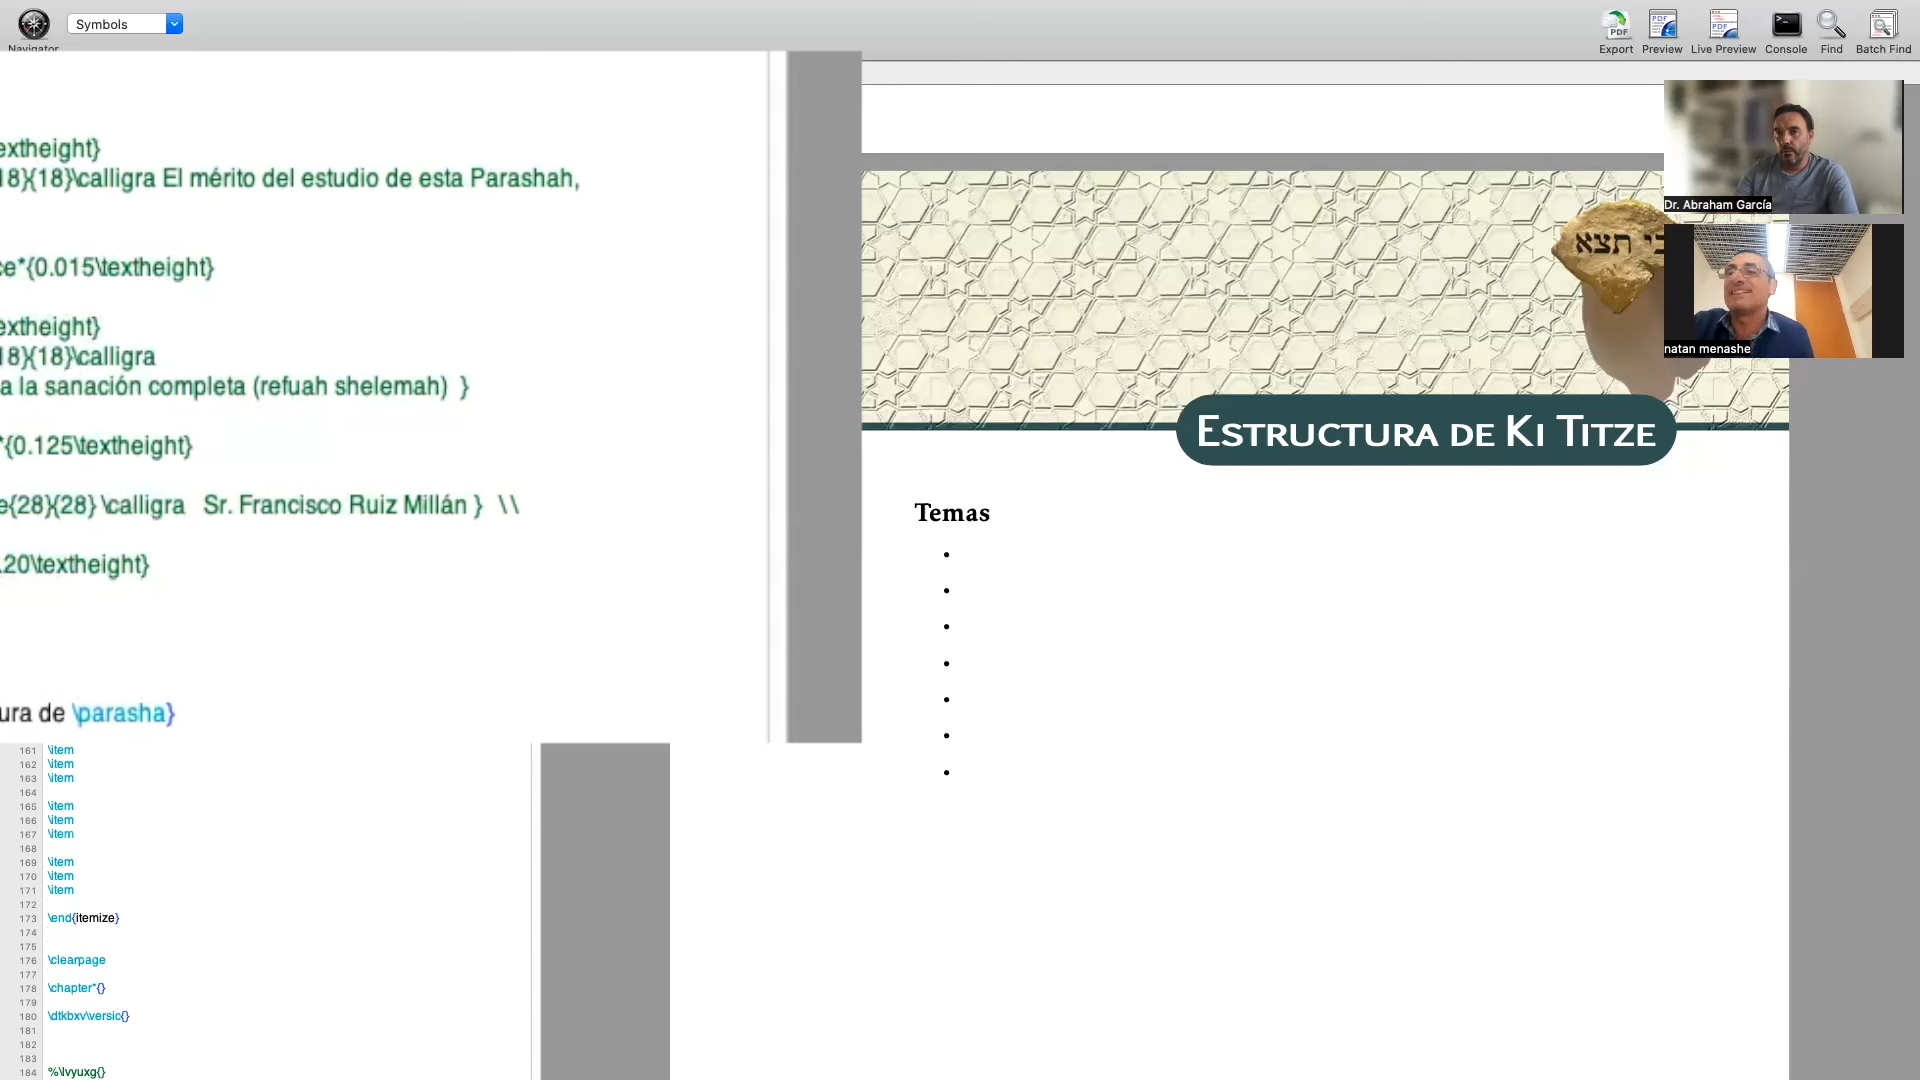 Symbols
Navigator
Export
Preview
Live Preview
Console
Find
Batch Find
extheight}
18}{18}\calligra El mérito del estudio de esta Parashah,
ce*{0.015\textheight}
extheight}
18}{18}\calligra
a la sanación completa (refuah shelemah)  }
*{0.125\textheight}
e{28}{28} \calligra   Sr. Francisco Ruiz Millán }  \\
.20\textheight}
ura de \parasha}
161 \item
162 \item
163 \item
164
165 \item
166 \item
167 \item
168
169 \item
170 \item
171 \item
172
173 \end{itemize}
174
175
176 \clearpage
177
178 \chapter*{}
179
180 \dtkbxv\versic{}
181
182
183
184 %\lvyuxg{}
Dr. Abraham García
natan menashe
כי תצא
Estructura de Ki Titze
Temas